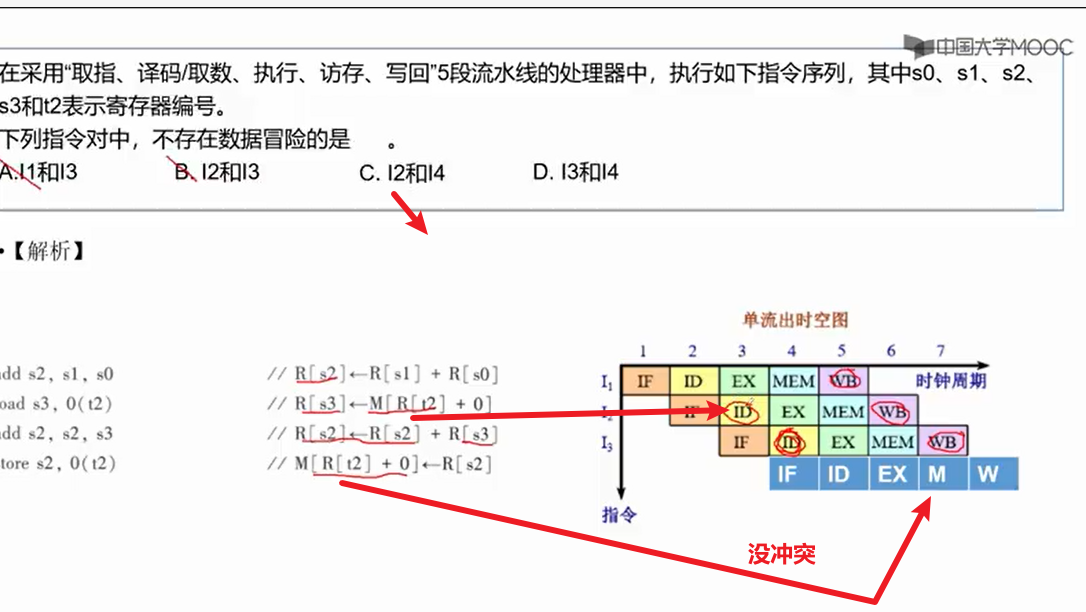 中国大学MOOC
在采用“取指、译码/取数、执行、访存、写回”5段流水线的处理器中，执行如下指令序列，其中s0、s1、s2、
s3和t2表示寄存器编号。
下列指令对中，不存在数据冒险的是 。
A.I1和I3 B. I2和I3 C. I2和I4 D. I3和I4
•【解析】
单流出时空图
1 2 3 4 5 6 7
dd s2, s1, s0 // R[s2]←R[s1] + R[s0] I1 IF ID EX MEM WB 时钟周期
oad s3, 0(t2) // R[s3]←M[R[t2] + 0] I2 IF ID EX MEM WB
dd s2, s2, s3 // R[s2]←R[s2] + R[s3] I3 IF ID EX MEM WB
tore s2, 0(t2) // M[R[t2] + 0]←R[s2] IF ID EX M W
指令
没冲突